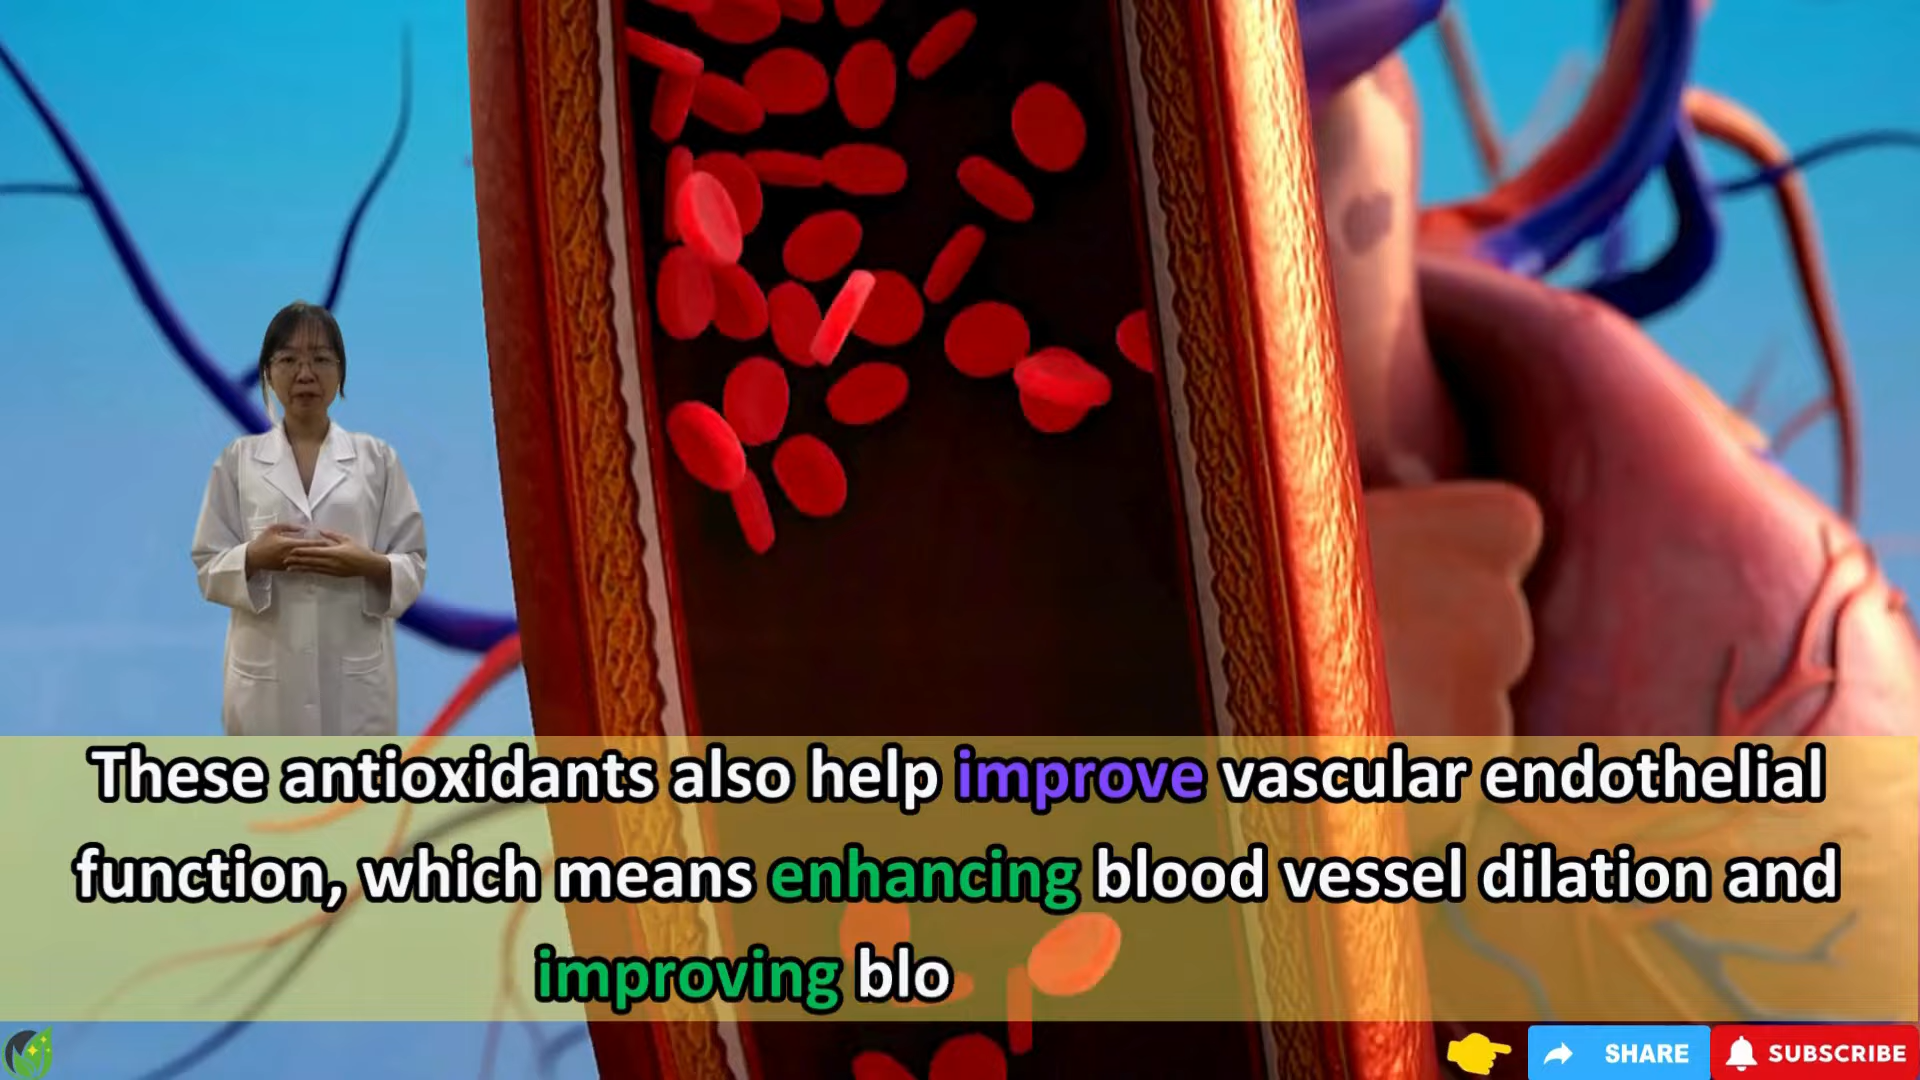 These antioxidants also help improve vascular endothelial
function, which means enhancing blood vessel dilation and
improving blo
SHARE
SUBSCRIBE